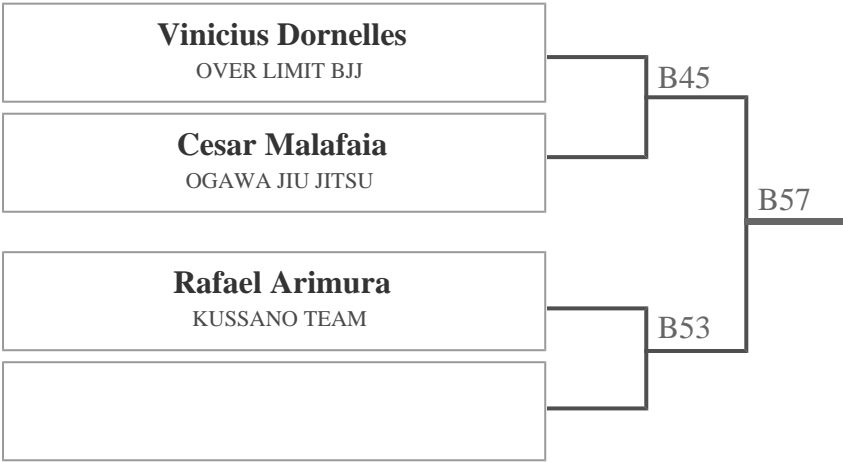 Vinicius Dornelles
OVER LIMIT BJJ
B45
Cesar Malafaia
OGAWA JIU JITSU
B57
Rafael Arimura
KUSSANO TEAM
B53